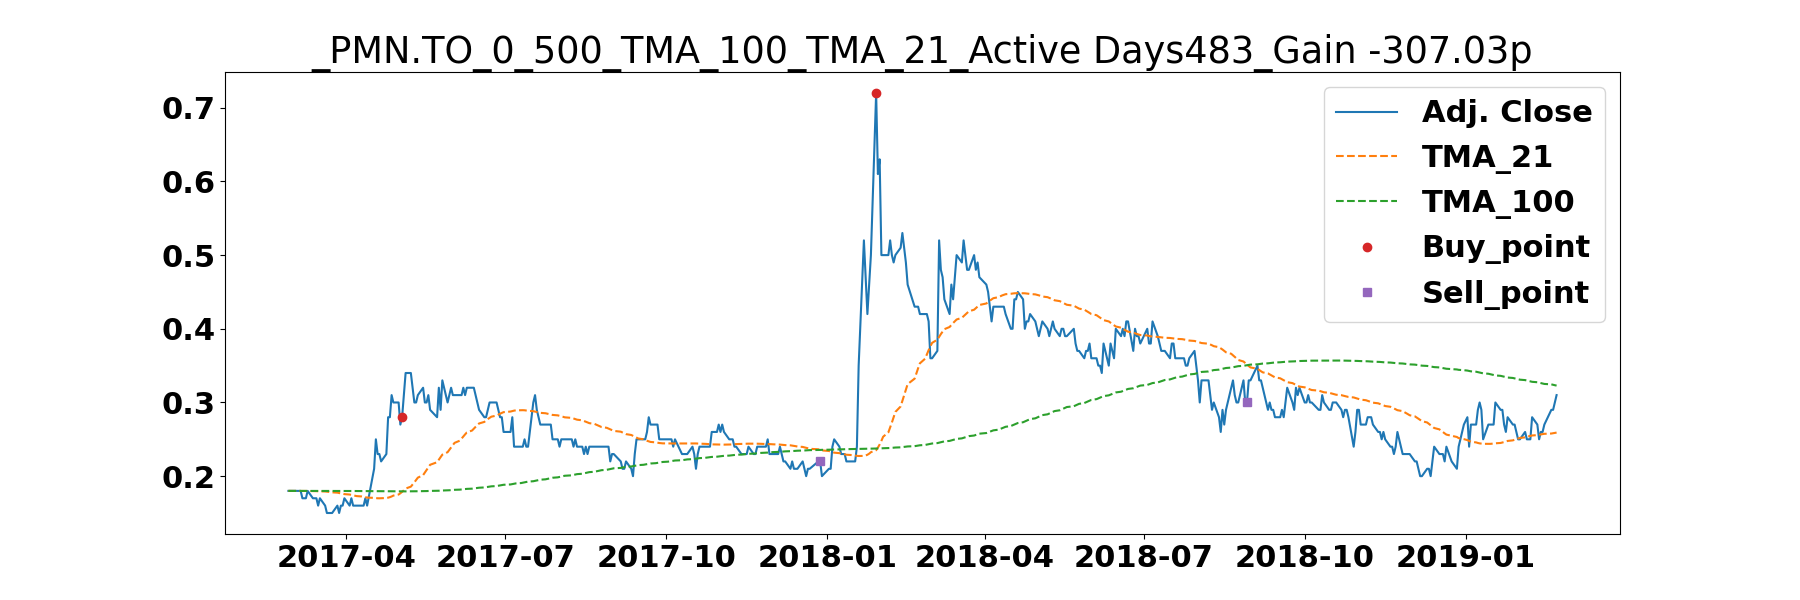 _PMN.TO_0_500_TMA_100_TMA_21_Active Days483_Gain -307.03p
0.7
0.6
0.5
0.4
0.3
0.2
Adj. Close
TMA_21
TMA_100
Buy_point
Sell_point
2017-04 2017-07 2017-10 2018-01 2018-04 2018-07 2018-10 2019-01